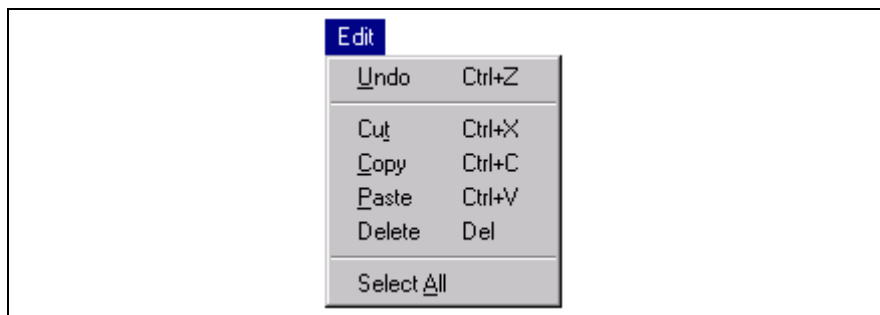 Edit
Undo Ctrl+Z
Cut Ctrl+X
Copy Ctrl+C
Paste Ctrl+V
Delete Del
Select All